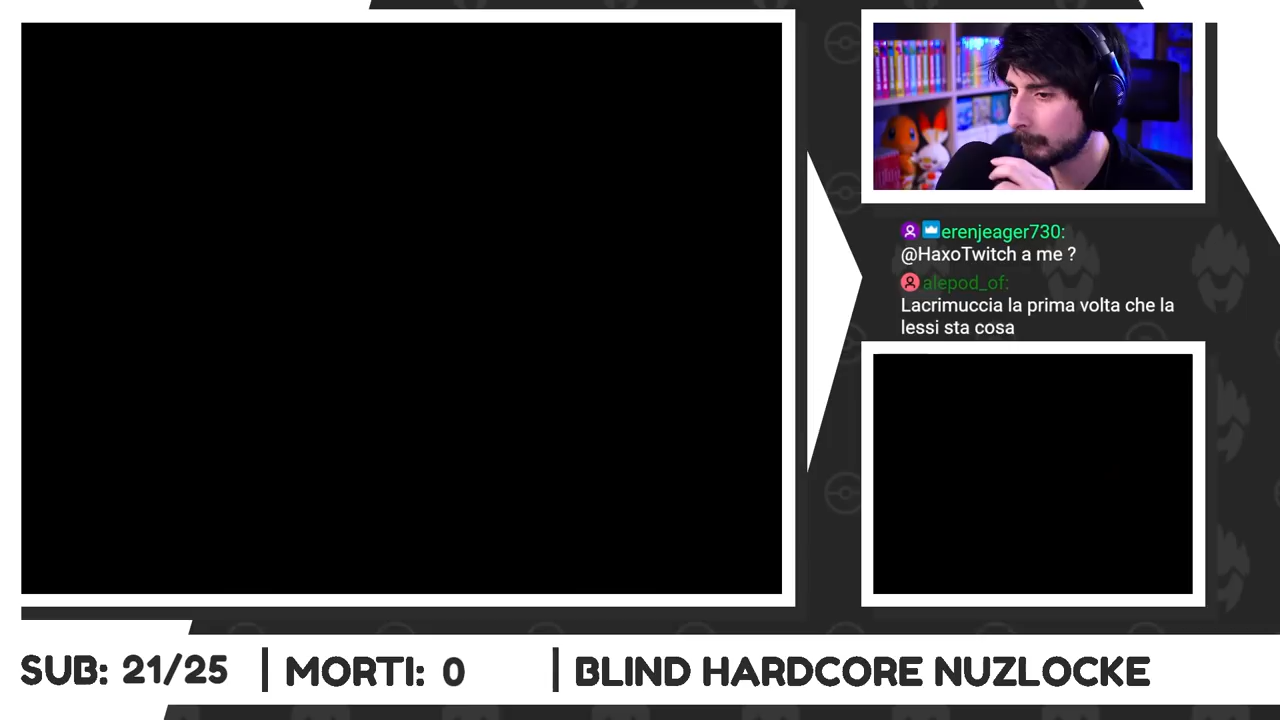 erenjeager730:
@HaxoTwitch a me ?
alepod_of:
Lacrimuccia la prima volta che la
lessi sta cosa
SUB: 21/25 | MORTI: 0 | BLIND HARDCORE NUZLOCKE